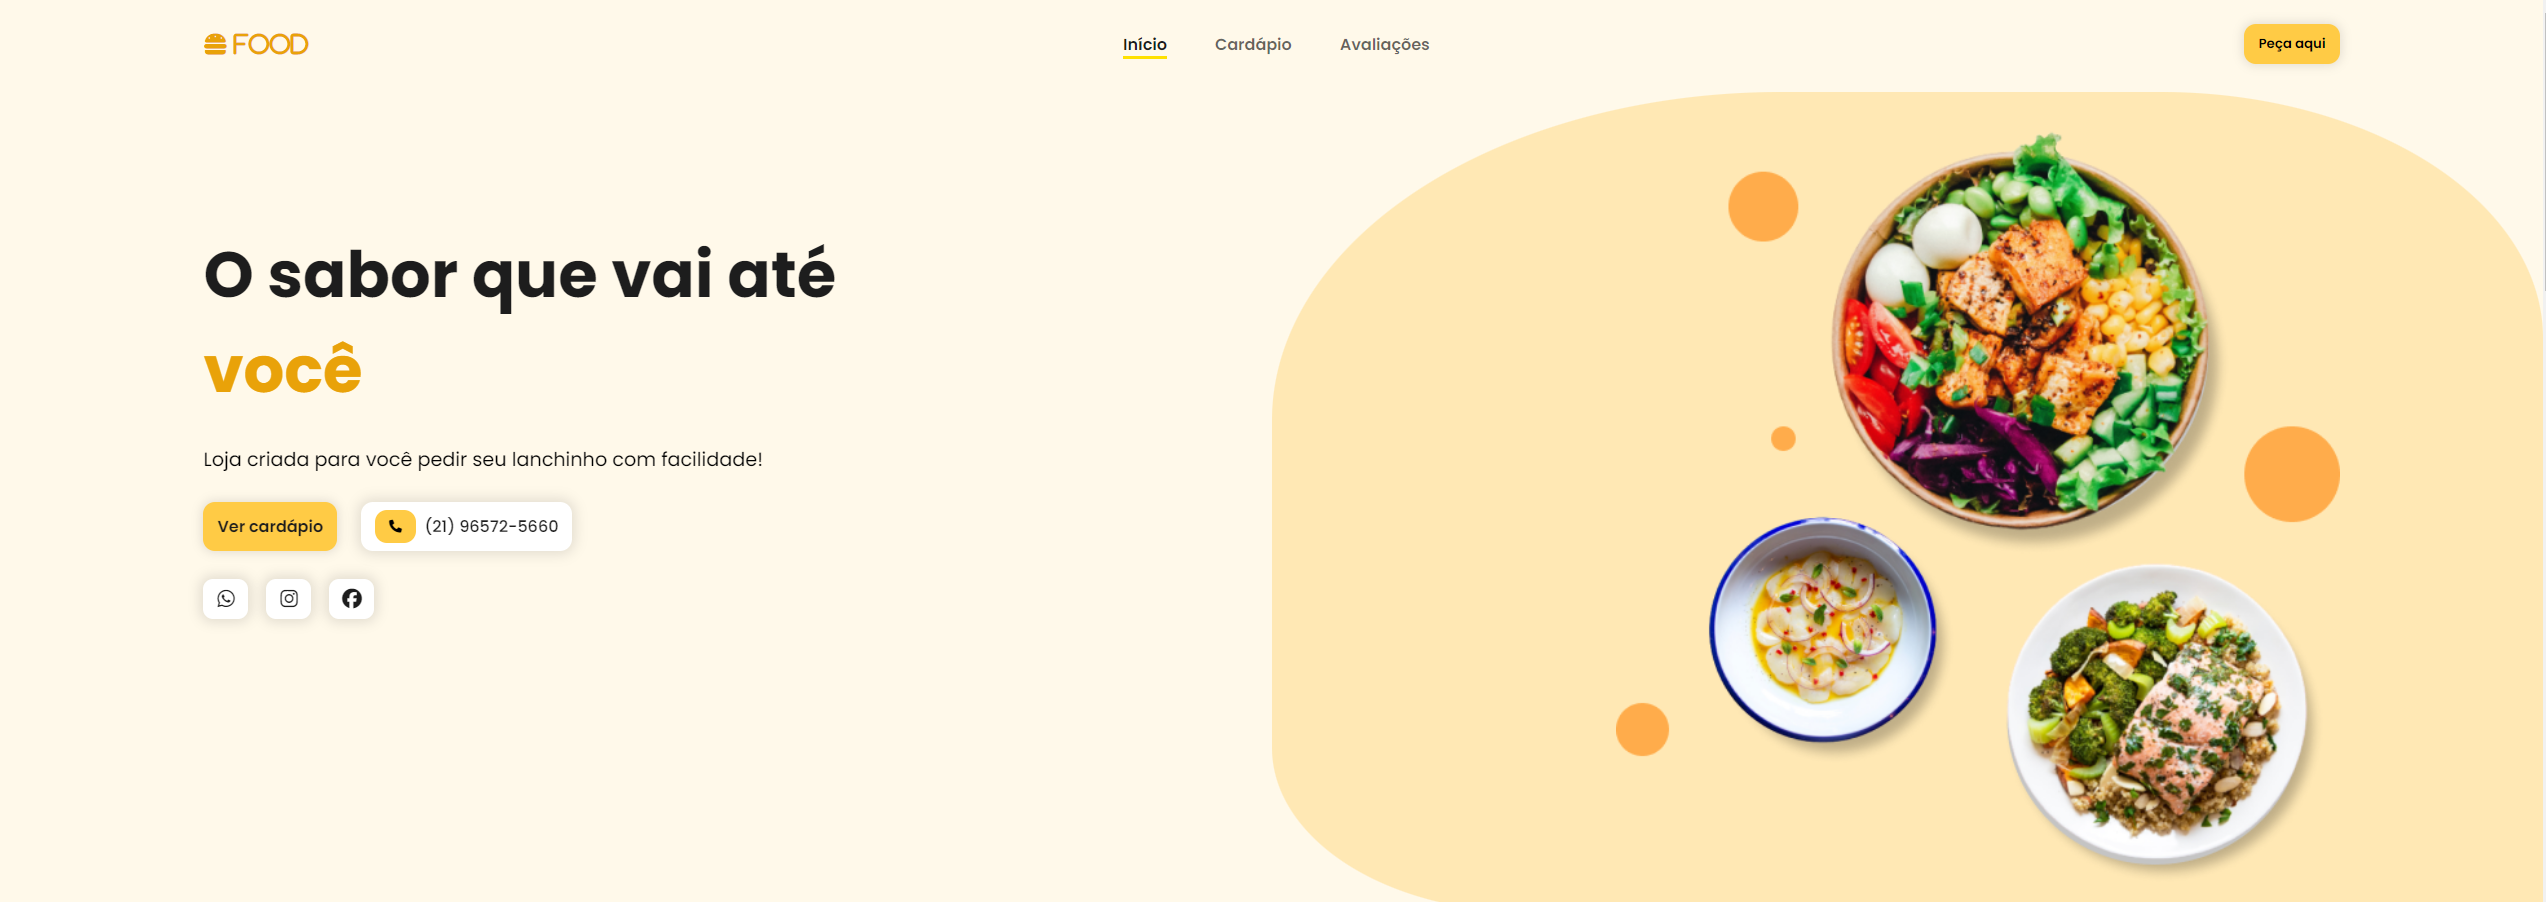 FOOD
Início
Cardápio
Avaliações
Peça aqui
O sabor que vai até
você
Loja criada para você pedir seu lanchinho com facilidade!
Ver cardápio
(21) 96572-5660